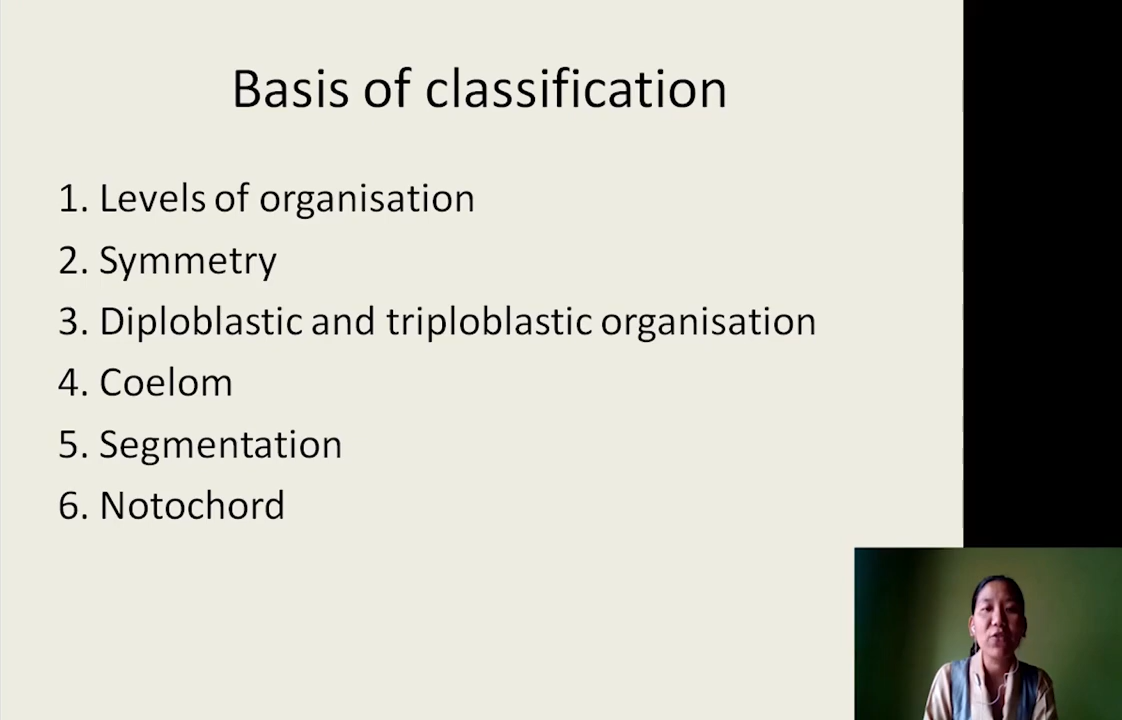 Basis of classification
1. Levels of organisation
2. Symmetry
3. Diploblastic and triploblastic organisation
4. Coelom
5. Segmentation
6. Notochord